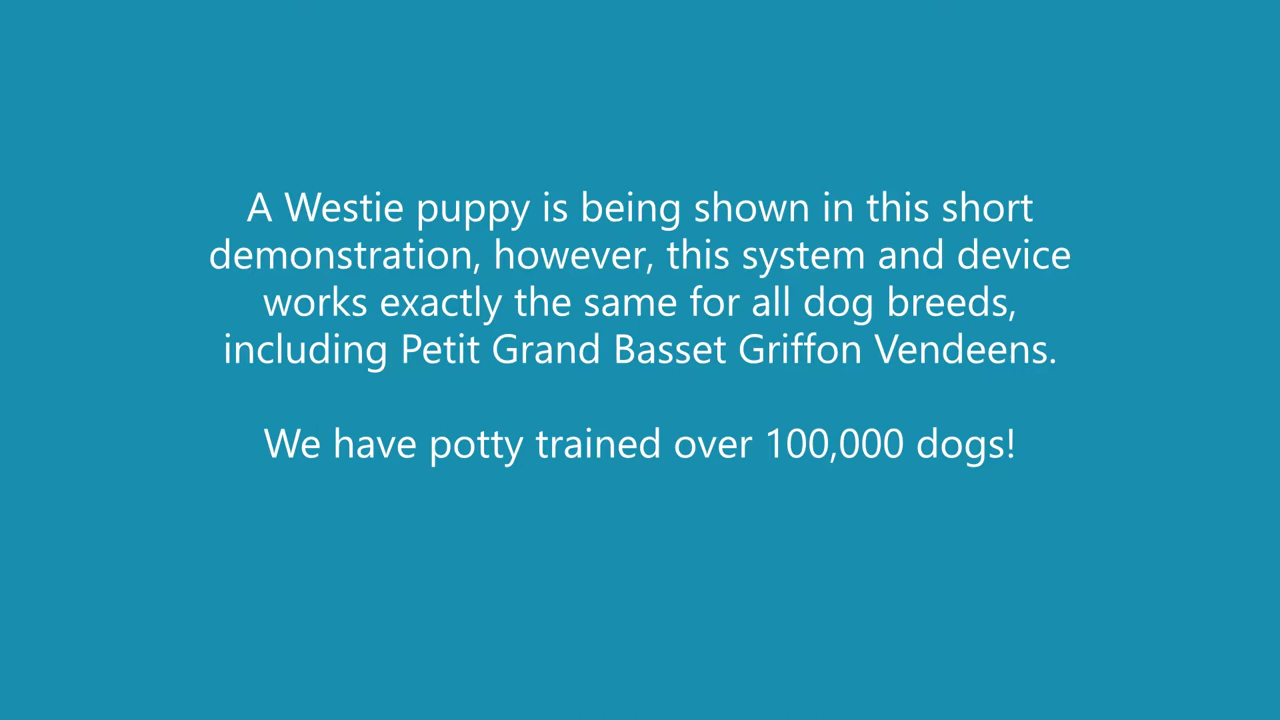 A Westie puppy is being shown in this short
demonstration, however, this system and device
works exactly the same for all dog breeds,
including Petit Grand Basset Griffon Vendeens.
We have potty trained over 100,000 dogs!